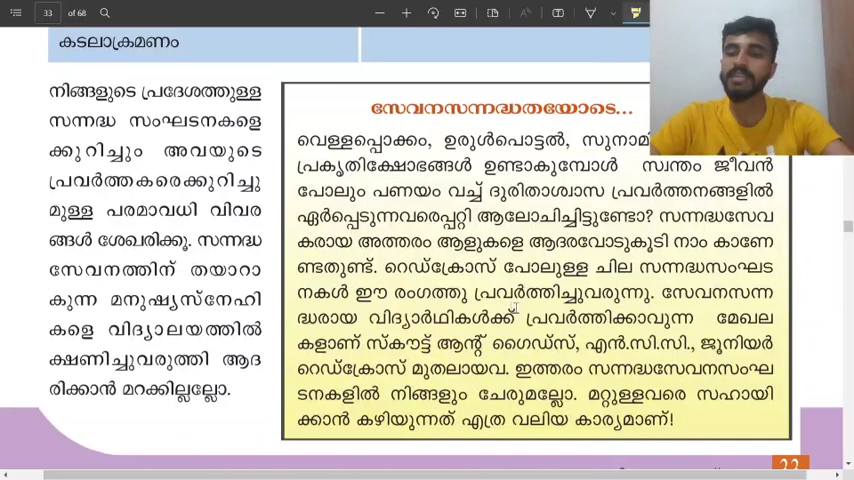 33 of 68
കടലാക്രമണം
നിങ്ങളുടെ പ്രദേശത്തുള്ള
സന്നദ്ധ സംഘടനകളെ
ക്കുറിച്ചും അവയുടെ
പ്രവർത്തകരെക്കുറിച്ചു
മുള്ള പരമാവധി വിവര
ങ്ങൾ ശേഖരിക്കൂ. സന്നദ്ധ
സേവനത്തിന് തയാറാ
കുന്ന മനുഷ്യസ്നേഹി
കളെ വിദ്യാലയത്തിൽ
ക്ഷണിച്ചുവരുത്തി ആദ
രിക്കാൻ മറക്കില്ലല്ലോ.
സേവനസന്നദ്ധതയോടെ...
വെള്ളപ്പൊക്കം, ഉരുൾപൊട്ടൽ, സുനാമി
പ്രകൃതിക്ഷോഭങ്ങൾ ഉണ്ടാകുമ്പോൾ സ്വന്തം ജീവൻ
പോലും പണയം വച്ച് ദുരിതാശ്വാസ പ്രവർത്തനങ്ങളിൽ
ഏർപ്പെടുന്നവരെപ്പറ്റി ആലോചിച്ചിട്ടുണ്ടോ? സന്നദ്ധസേവ
കരായ അത്തരം ആളുകളെ ആദരവോടുകൂടി നാം കാണേ
ണ്ടതുണ്ട്. റെഡ്ക്രോസ് പോലുള്ള ചില സന്നദ്ധസംഘട
നകൾ ഈ രംഗത്തു പ്രവർത്തിച്ചുവരുന്നു. സേവനസന്ന
ദ്ധരായ വിദ്യാർഥികൾക്ക് പ്രവർത്തിക്കാവുന്ന മേഖല
കളാണ് സ്കൗട്ട് ആന്റ് ഗൈഡ്സ്, എൻ.സി.സി., ജൂനിയർ
റെഡ്ക്രോസ് മുതലായവ. ഇത്തരം സന്നദ്ധസേവനസംഘ
ടനകളിൽ നിങ്ങളും ചേരുമല്ലോ. മറ്റുള്ളവരെ സഹായി
ക്കാൻ കഴിയുന്നത് എത്ര വലിയ കാര്യമാണ്!